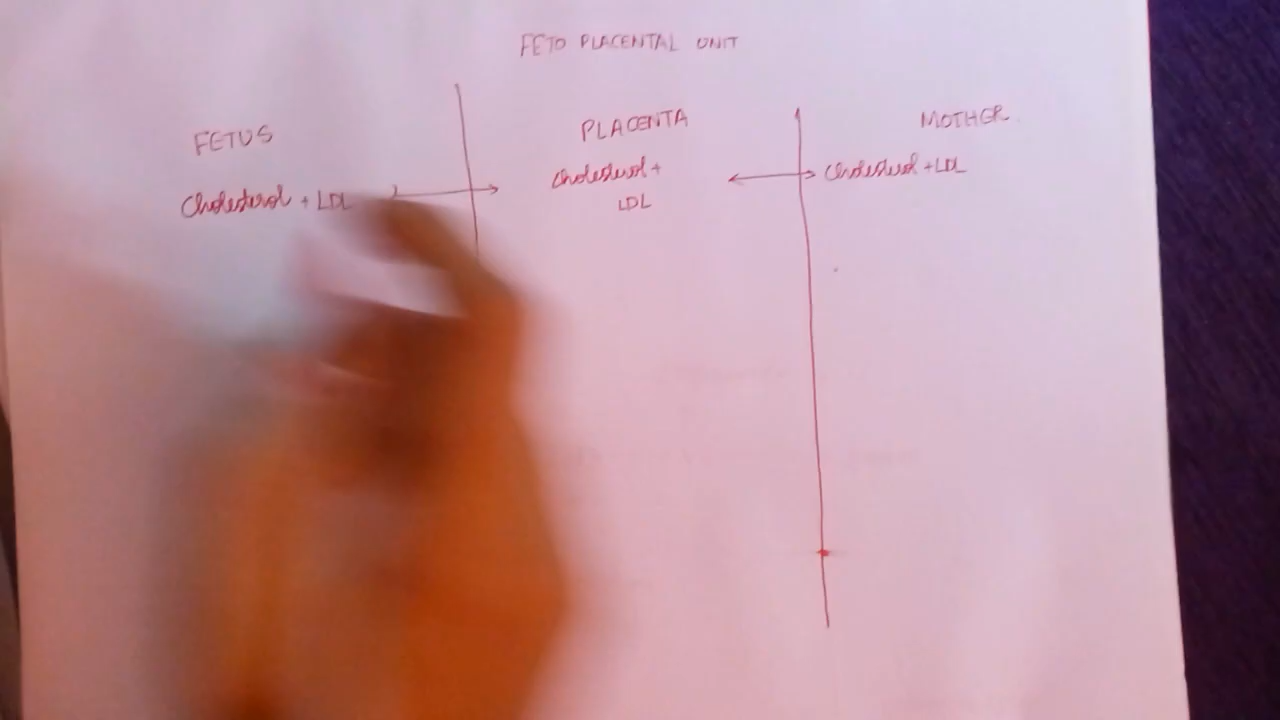 FETO PLACENTAL UNIT
FETUS
PLACENTA
MOTHER
Cholesterol + LDL
Cholesterol +
LDL
Cholesterol + LDL